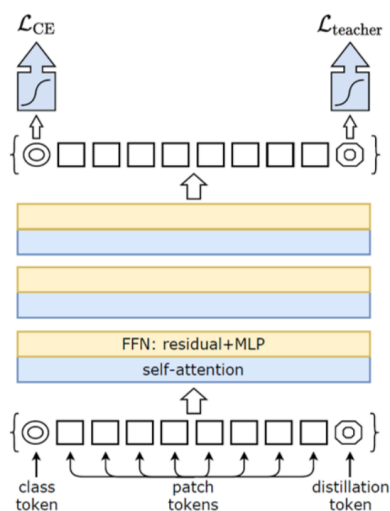 ℒCE
ℒteacher
FFN: residual+MLP
self-attention
class
token
patch
tokens
distillation
token